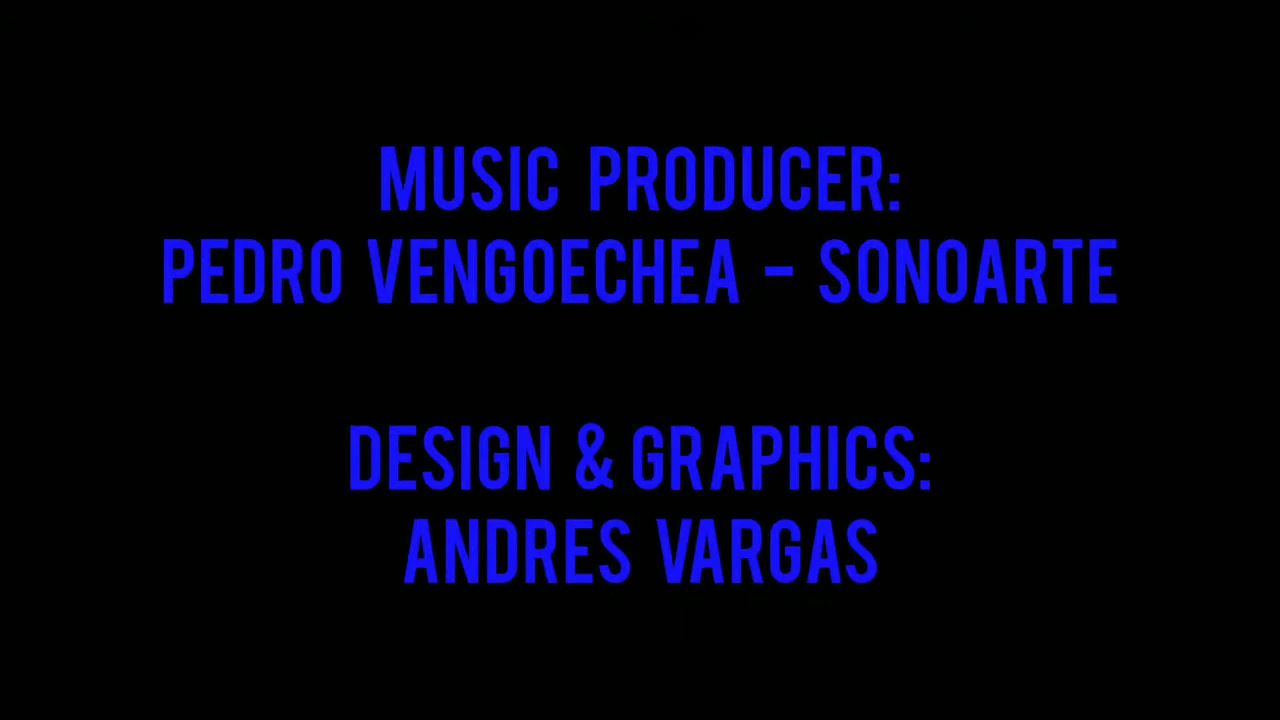 MUSIC PRODUCER:
PEDRO VENGOECHEA - SONOARTE
DESIGN & GRAPHICS:
ANDRES VARGAS